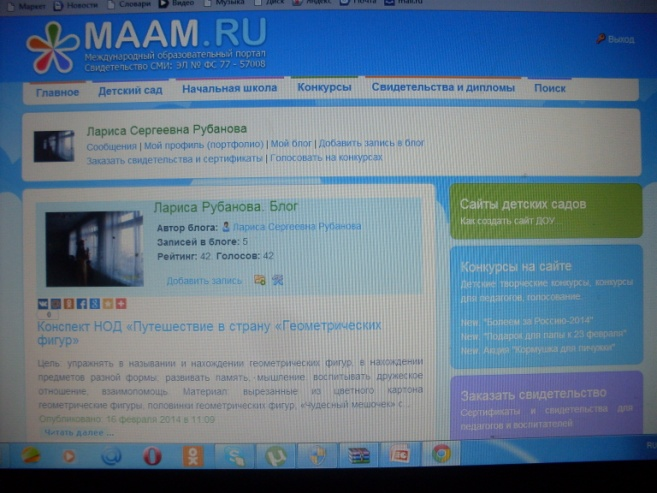 Маркет Новости Словари Видео Музыка Диск Яндекс Почта mail.ru
MAAM.RU
Международный образовательный портал
Свидетельство СМИ: ЭЛ № ФС 77 - 57008
Выход
Главное Детский сад Начальная школа Конкурсы Свидетельства и дипломы Поиск
Лариса Сергеевна Рубанова
Сообщения | Мой профиль (портфолио) | Мой блог | Добавить запись в блог
Заказать свидетельства и сертификаты | Голосовать на конкурсах
Лариса Рубанова. Блог
Автор блога: Лариса Сергеевна Рубанова
Записей в блоге: 5
Рейтинг: 42 Голосов: 42
Добавить запись
0
Конспект НОД «Путешествие в страну «Геометрических
фигур»
Цель: упражнять в назывании и нахождении геометрических фигур, в нахождении
предметов разной формы; развивать память, мышление; воспитывать дружеское
отношение, взаимопомощь. Материал: вырезанные из цветного картона
геометрические фигуры, половинки геометрических фигур, «Чудесный мешочек» с...
Опубликовано: 16 февраля 2014 в 11:09
Читать далее ...
Сайты детских садов
Как создать сайт ДОУ...
Конкурсы на сайте
Детские творческие конкурсы, конкурсы
для педагогов, голосование.
New: "Болеем за Россию-2014"
New: "Подарок для папы к 23 февраля"
New: Акция "Кормушка для пичужки"
Заказать свидетельство
Сертификаты и свидетельства для
педагогов и воспитателей
RU